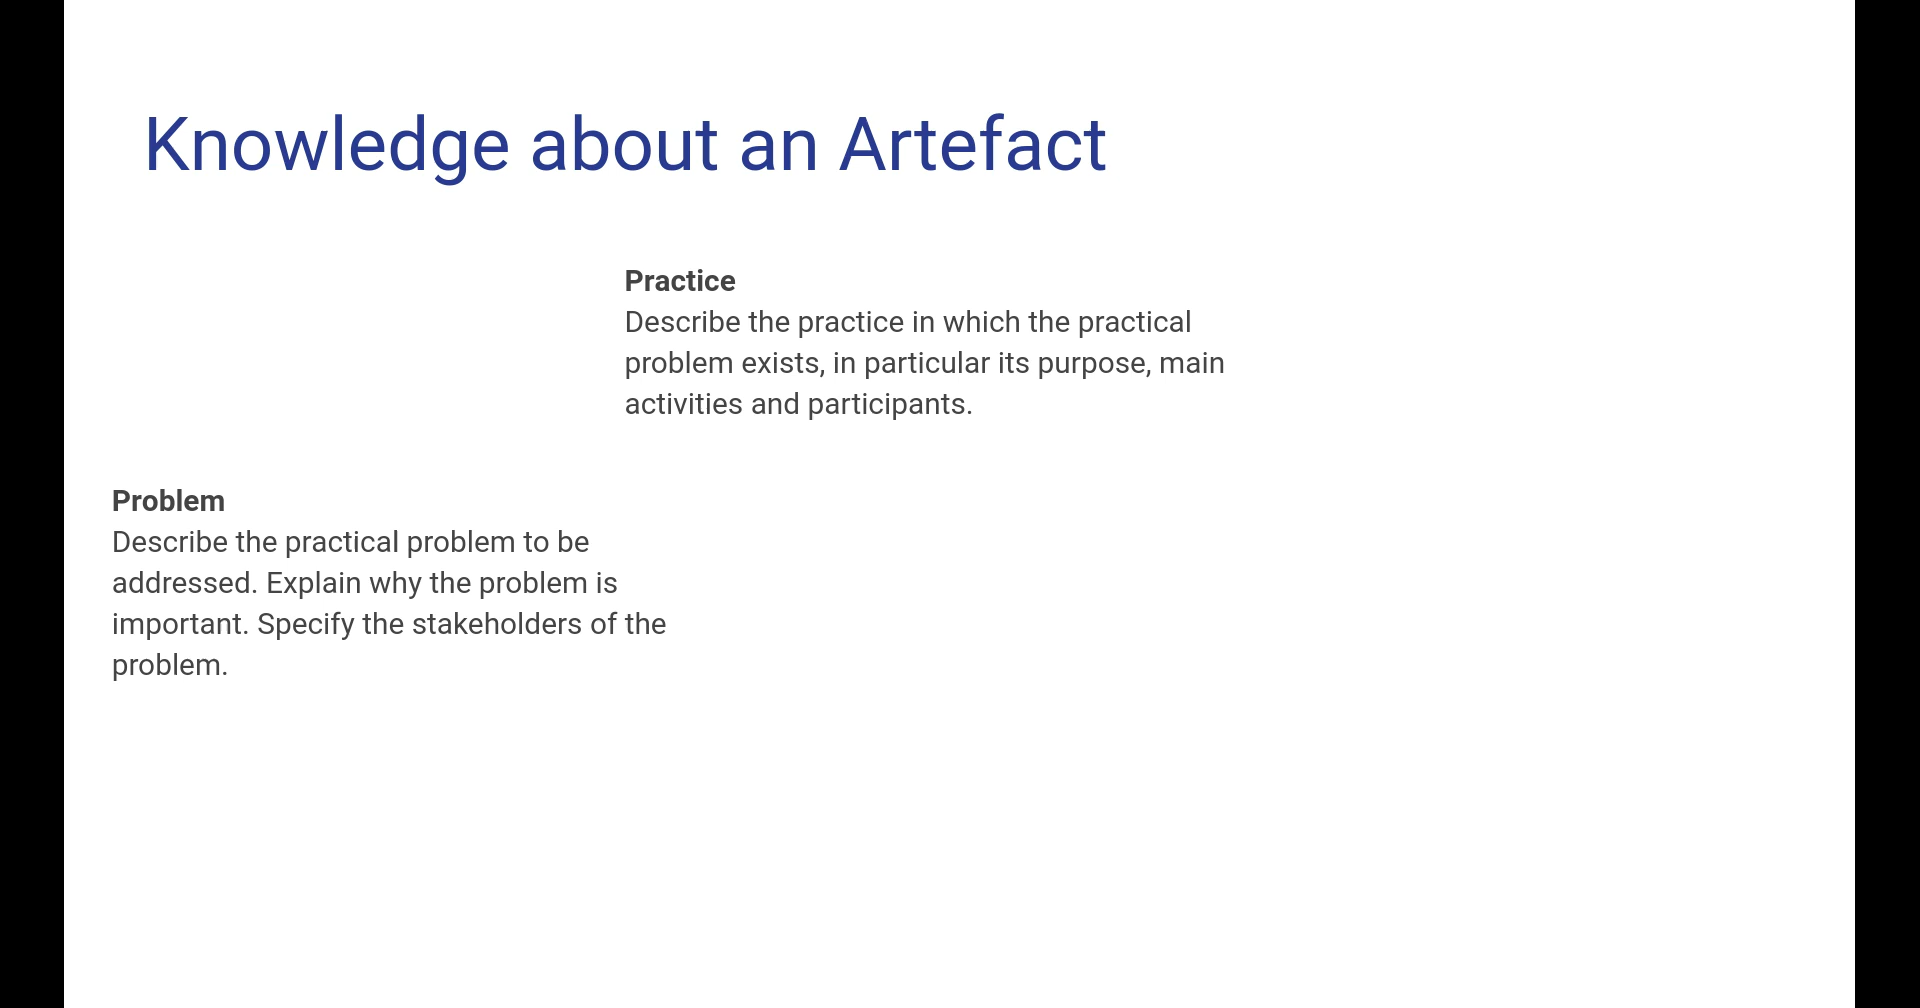 Knowledge about an Artefact
Practice
Describe the practice in which the practical
problem exists, in particular its purpose, main
activities and participants.
Problem
Describe the practical problem to be
addressed. Explain why the problem is
important. Specify the stakeholders of the
problem.